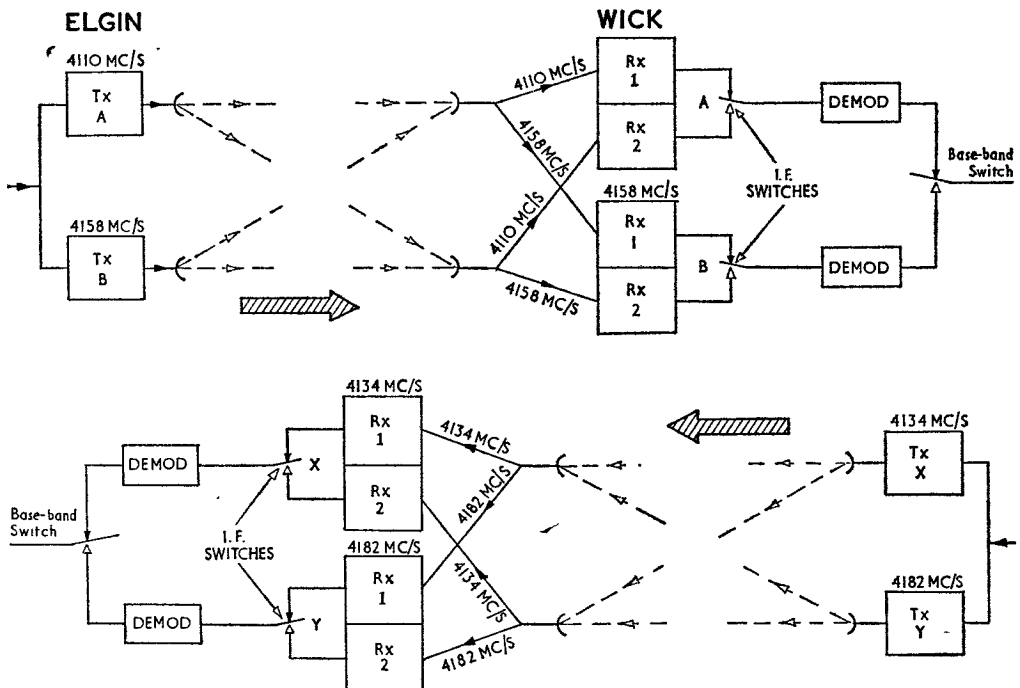 ELGIN
WICK
4110 MC/S
Tx
A
4110 MC/S
4158 MC/S
Rx
1
Rx
2
A
DEMOD
I.F.
SWITCHES
Base-band
Switch
4158 MC/S
Tx
B
4110 MC/S
4158 MC/S
4158 MC/S
Rx
1
Rx
2
B
DEMOD
4134 MC/S
Rx
1
Rx
2
X
DEMOD
4134 MC/S
4182 MC/S
4134 MC/S
Tx
X
Base-band
Switch
I.F.
SWITCHES
4182 MC/S
Rx
1
Rx
2
Y
DEMOD
4134 MC/S
4182 MC/S
4182 MC/S
Tx
Y